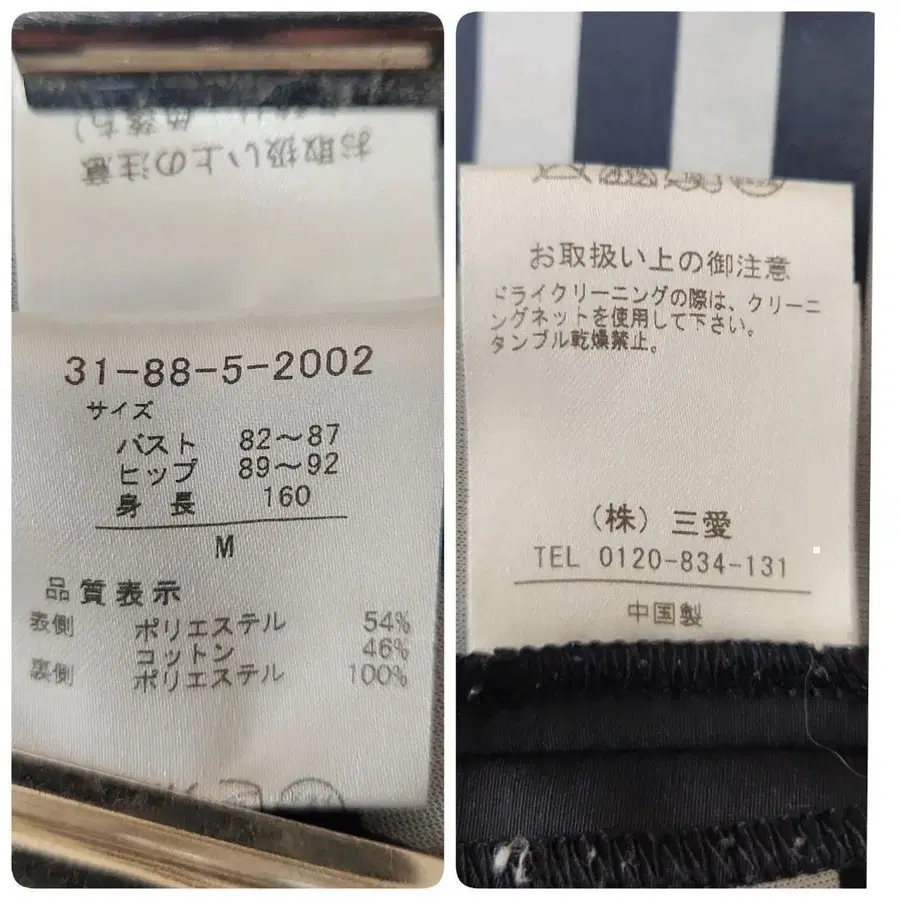 お取扱い上の注意
31-88-5-2002
サイズ
バスト 82〜87
ヒップ 89〜92
身長 160
M
品質表示
表側 ポリエステル 54%
コットン 46%
裏側 ポリエステル 100%
お取扱い上の御注意
ドライクリーニングの際は、クリーニ
ングネットを使用して下さい。
タンブル乾燥禁止。
(株) 三愛
TEL 0120-834-131
中国製